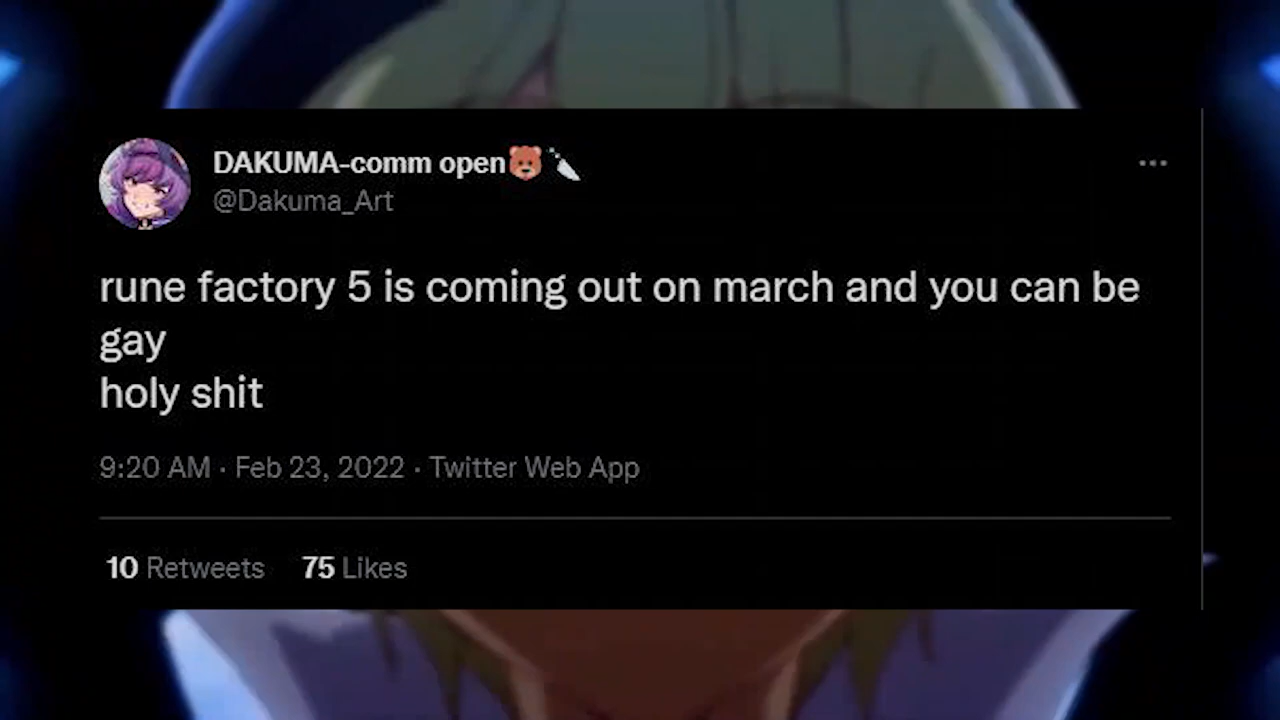 DAKUMA-comm open🐻🔪
@Dakuma_Art
rune factory 5 is coming out on march and you can be
gay
holy shit
9:20 AM · Feb 23, 2022 · Twitter Web App
10 Retweets 75 Likes